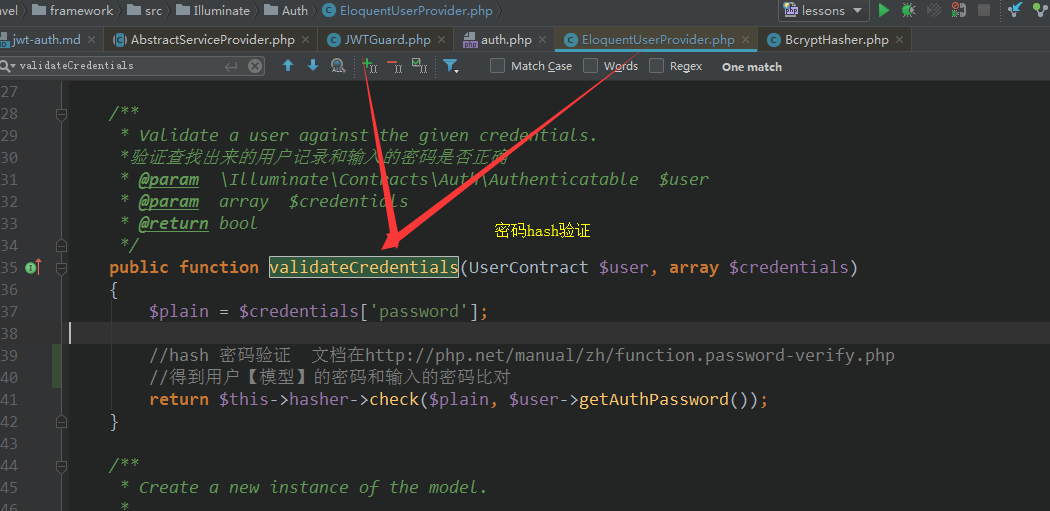 vel framework src Illuminate Auth EloquentUserProvider.php lessons
jwt-auth.md AbstractServiceProvider.php JWTGuard.php auth.php EloquentUserProvider.php BcryptHasher.php
validateCredentials Match Case Words Regex One match
27
28 /**
29 * Validate a user against the given credentials.
30 *验证查找出来的用户记录和输入的密码是否正确
31 * @param \Illuminate\Contracts\Auth\Authenticatable $user
32 * @param array $credentials
33 * @return bool
密码hash验证
34 */
35 public function validateCredentials(UserContract $user, array $credentials)
36 {
37 $plain = $credentials['password'];
38
39 //hash 密码验证 文档在http://php.net/manual/zh/function.password-verify.php
40 //得到用户【模型】的密码和输入的密码比对
41 return $this->hasher->check($plain, $user->getAuthPassword());
42 }
43
44 /**
45 * Create a new instance of the model.
46 *